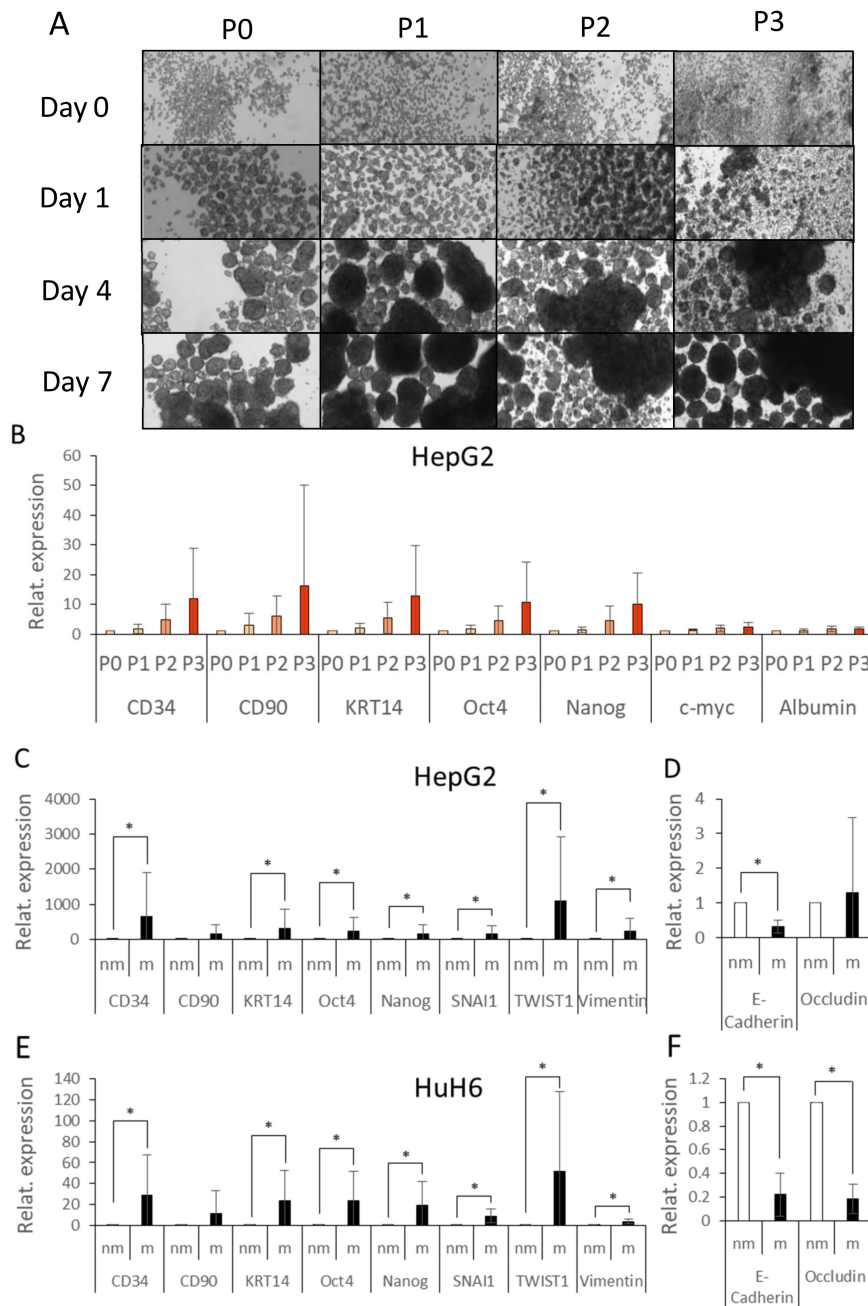 A
P0 P1 P2 P3
Day 0
Day 1
Day 4
Day 7
B
HepG2
Relat. expression
60
50
40
30
20
10
0
P0 P1 P2 P3 P0 P1 P2 P3 P0 P1 P2 P3 P0 P1 P2 P3 P0 P1 P2 P3 P0 P1 P2 P3 P0 P1 P2 P3
CD34 CD90 KRT14 Oct4 Nanog c-myc Albumin
C
HepG2
Relat. expression
4000
3000
2000
1000
0
* * * * * * *
nm m nm m nm m nm m nm m nm m nm m nm m
CD34 CD90 KRT14 Oct4 Nanog SNAI1 TWIST1 Vimentin
D
Relat. expression
4
3
2
1
0
*
nm m nm m
E-
Cadherin Occludin
E
HuH6
Relat. expression
140
120
100
80
60
40
20
0
* * * * * * *
nm m nm m nm m nm m nm m nm m nm m nm m
CD34 CD90 KRT14 Oct4 Nanog SNAI1 TWIST1 Vimentin
F
Relat. expression
1.2
1
0.8
0.6
0.4
0.2
0
* *
nm m nm m
E-
Cadherin Occludin